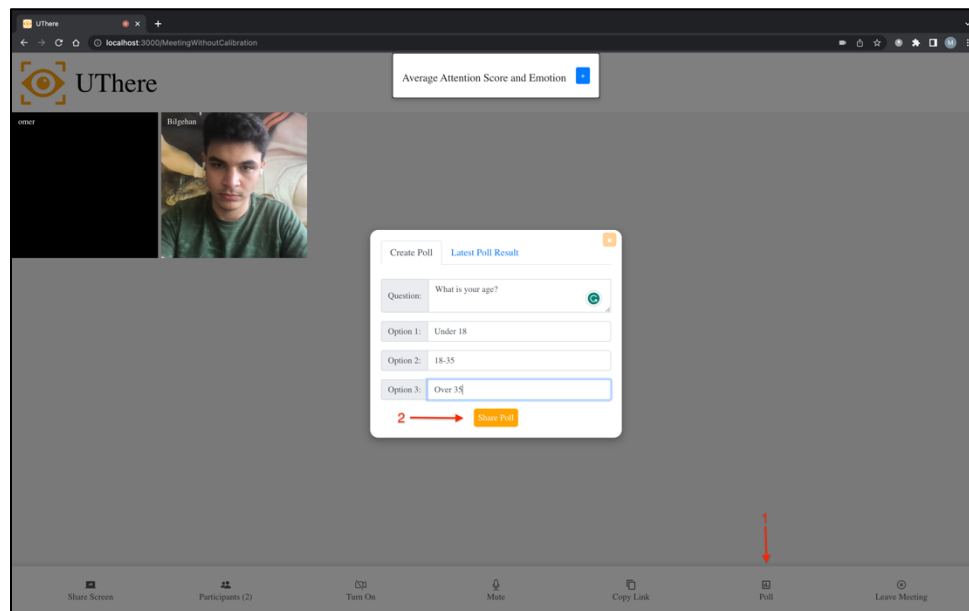 UThere
localhost:3000/MeetingWithoutCalibration
UThere
Average Attention Score and Emotion +
omer
Bilgehan
Create Poll Latest Poll Result x
Question: What is your age?
Option 1: Under 18
Option 2: 18-35
Option 3: Over 35
2 Share Poll
1
Share Screen Participants (2) Turn On Mute Copy Link Poll Leave Meeting